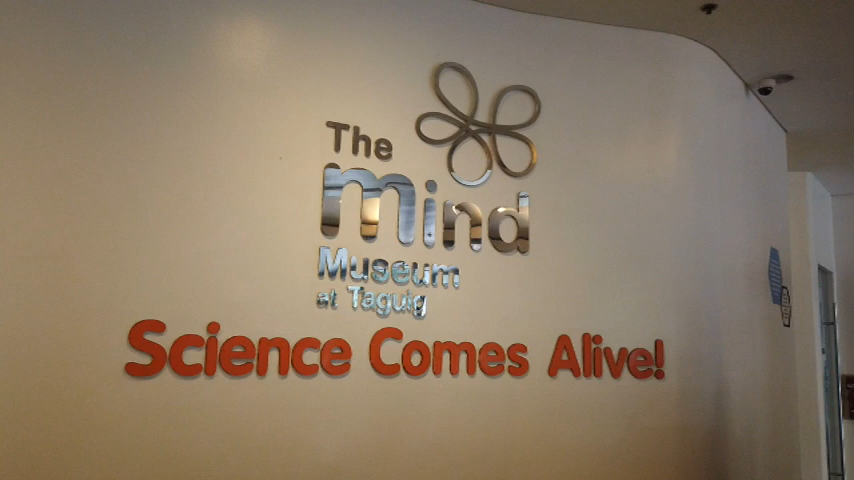 The
mind
Museum
at Taguig
Science Comes Alive!